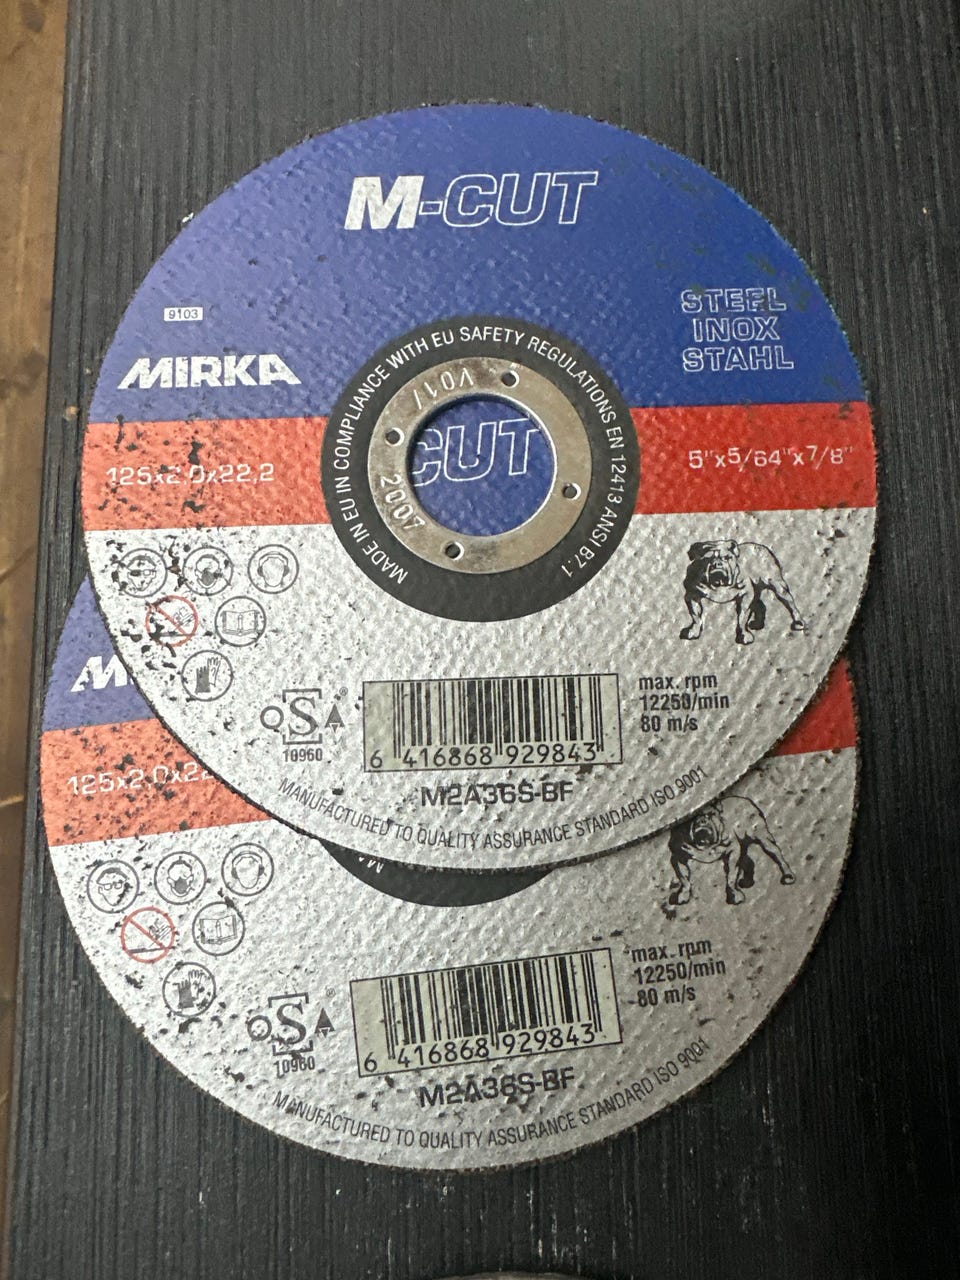 M-CUT
STEEL
INOX
STAHL
9103
MIRKA
MADE IN EU IN COMPLIANCE WITH EU SAFETY REGULATIONS EN 12413 ANSI B7.1
V017
2007
CUT
125x2,0x22,2
5"x5/64"x7/8"
max. rpm
12250/min
80 m/s
oSA
®
10960
6 416868 929843
M2A36S-BF
MANUFACTURED TO QUALITY ASSURANCE STANDARD ISO 9001
M
125x2,0x22
MA
max. rpm
12250/min
80 m/s
oSA
®
10960
6 416868 929843
M2A36S-BF
MANUFACTURED TO QUALITY ASSURANCE STANDARD ISO 9001